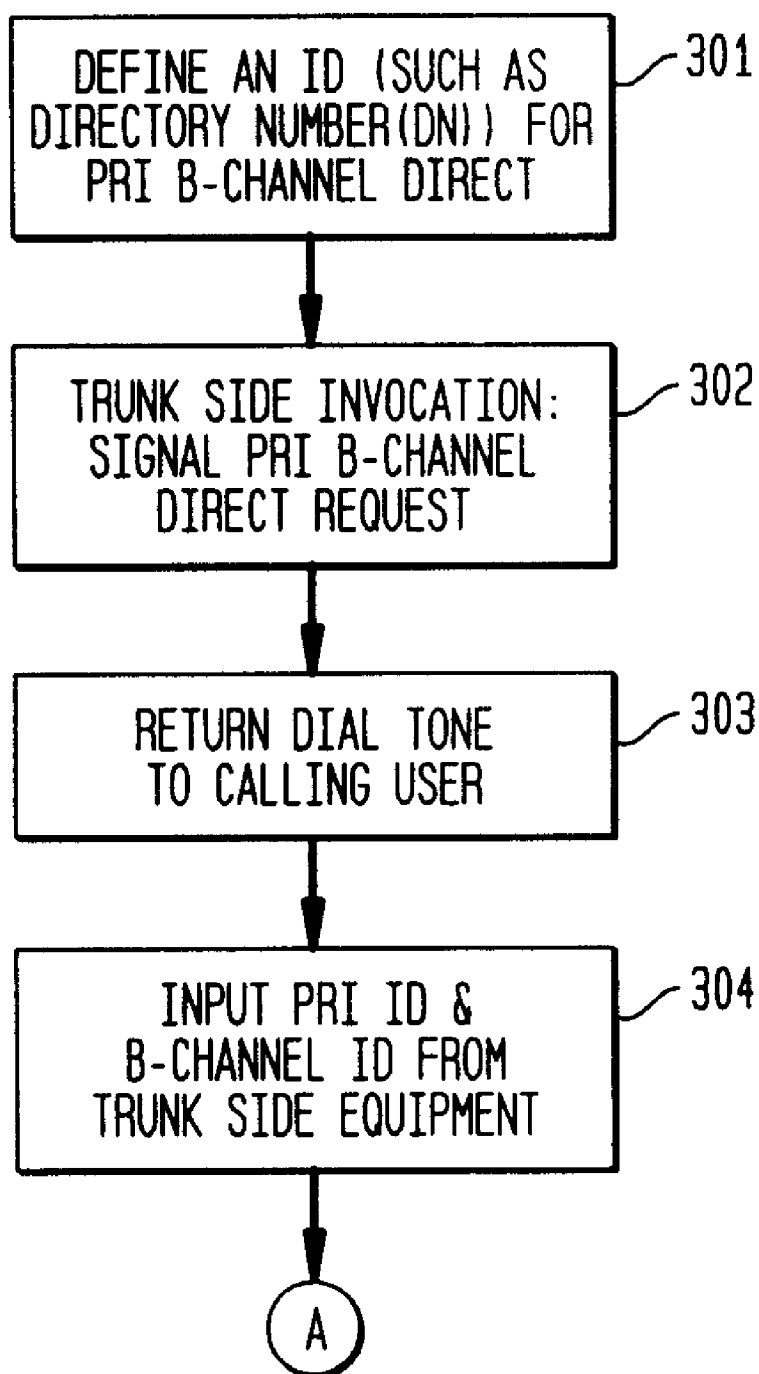 DEFINE AN ID (SUCH AS
DIRECTORY NUMBER(DN)) FOR
PRI B-CHANNEL DIRECT
301
TRUNK SIDE INVOCATION:
SIGNAL PRI B-CHANNEL
DIRECT REQUEST
302
RETURN DIAL TONE
TO CALLING USER
303
INPUT PRI ID &
B-CHANNEL ID FROM
TRUNK SIDE EQUIPMENT
304
A